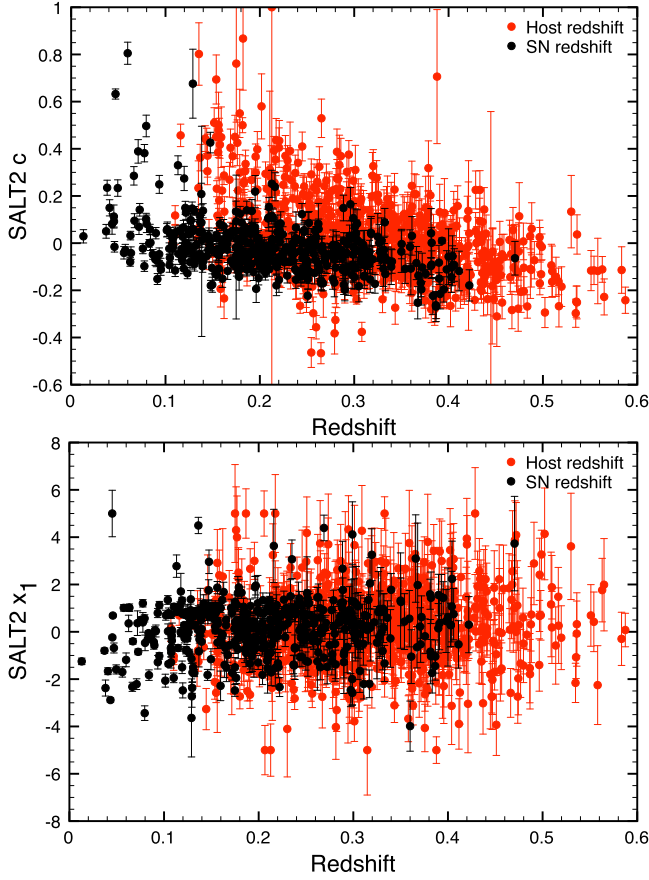 1
0.8
0.6
0.4
0.2
0
-0.2
-0.4
-0.6
SALT2 c
Host redshift
SN redshift
0 0.1 0.2 0.3 0.4 0.5 0.6
Redshift
8
6
4
2
0
-2
-4
-6
-8
SALT2 x1
Host redshift
SN redshift
0 0.1 0.2 0.3 0.4 0.5 0.6
Redshift